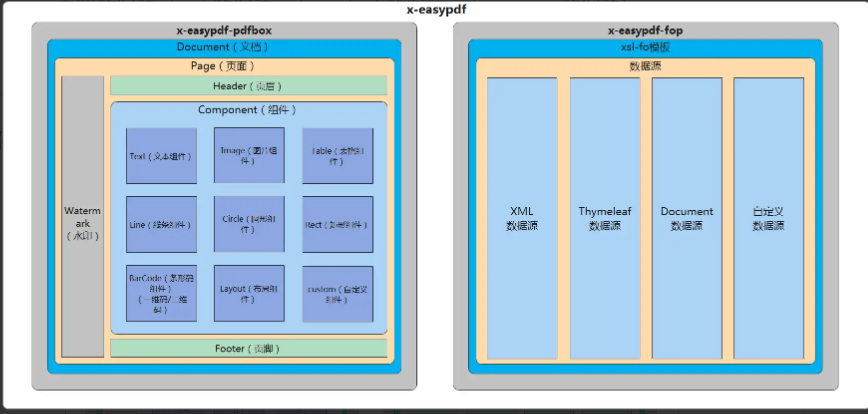 x-easypdf
x-easypdf-pdfbox
Document（文档）
Page（页面）
Header（页眉）
Component（组件）
Text（文本组件）
Image（图片组
件）
Table（表格组
件）
Line（线条组件）
Circle（圆形组
件）
Rect（矩形组件）
BarCode（条形码
组件）
（一维码/二维
码）
Layout（布局组
件）
custom（自定义
组件）
Waterm
ark
（水印）
Footer（页脚）
x-easypdf-fop
xsl-fo模板
数据源
XML
数据源
Thymeleaf
数据源
Document
数据源
自定义
数据源